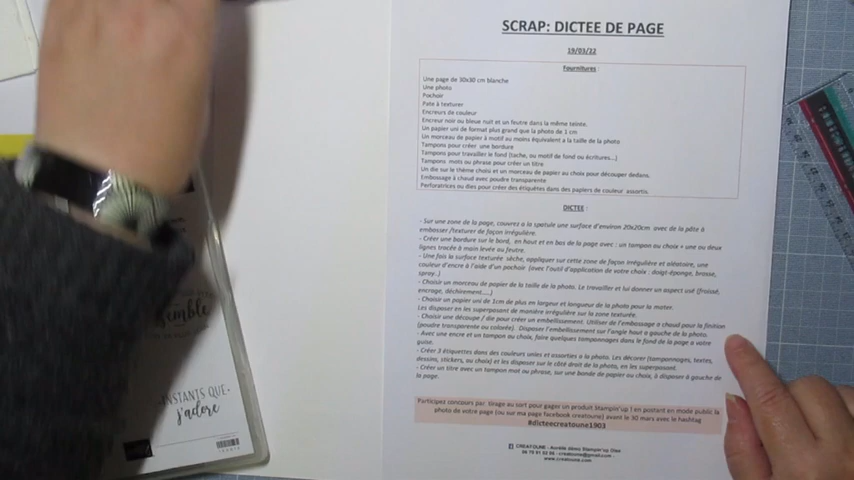 SCRAP: DICTEE DE PAGE
19/03/22
Fournitures :
Une page de 30x30 cm blanche
Une photo
Pochoir
Pate à texturer
Encreurs de couleur
Encreur noir ou bleue nuit et un feutre dans la même teinte.
Un papier uni de format plus grand que la photo de 1 cm
Un morceau de papier à motif au moins équivalent a la taille de la photo
Tampons pour créer une bordure
Tampons pour travailler le fond (tache, ou motif de fond ou écritures...)
Tampons mots ou phrase pour créer un titre
Un die sur le thème choix et un morceau de papier au choix pour découper dedans.
Embossage à chaud avec poudre transparente
Perforatrices ou dies pour créer des étiquettes dans des papiers de couleur assortis.
DICTEE :
- Sur une zone de la page, couvrez a la spatule une surface d'environ 20x20cm avec de la pâte à
embosser /texturer de façon irrégulière.
- Créer une bordure sur le bord, en haut et en bas de la page avec : un tampon au choix + une ou deux
lignes tracée à main levée au feutre.
- Une fois la surface texturée sèche, appliquer sur cette zone de façon irrégulière et aléatoire, une
couleur d'encre à l'aide d'un pochoir (avec l'outil d'application de votre choix : doigt éponge, brosse,
spray..)
- Choisir un morceau de papier de la taille de la photo. Le travailler et lui donner un aspect usé (froissé,
encrage, déchirement.....)
- Choisir un papier uni de 1cm de plus en largeur et longueur de la photo pour la mater.
Les disposer en les superposant de manière irrégulière sur la zone texturée.
- Choisir une découpe / die pour créer un embellissement. Utiliser de l'embossage à chaud pour la finition
(poudre transparente ou colorée). Disposer l'embellissement sur l'angle haut a gauche de la photo.
- Avec une encre et un tampon au choix, faire quelques tamponnages dans le fond de la page a votre
guise.
- Créer 3 étiquettes dans des couleurs unies et assorties a la photo. Les décorer (tamponnages, textes,
dessins, stickers, au choix) et les disposer sur le côté droit de la photo, en les superposant.
- Créer un titre avec un tampon mot ou phrase, sur une bande de papier au choix, à disposer à gauche de
la page.
Participez concours par tirage au sort pour gagner un produit Stampin'up ! en postant en mode public la
photo de votre page (ou sur ma page facebook creatoune) avant le 30 mars avec le hashtag
#dicteecreatoune1903
CREATOUNE - Aurélie démo Stampin'up Oise
www.creatoune.com
INSTANTS QUE
j'adore